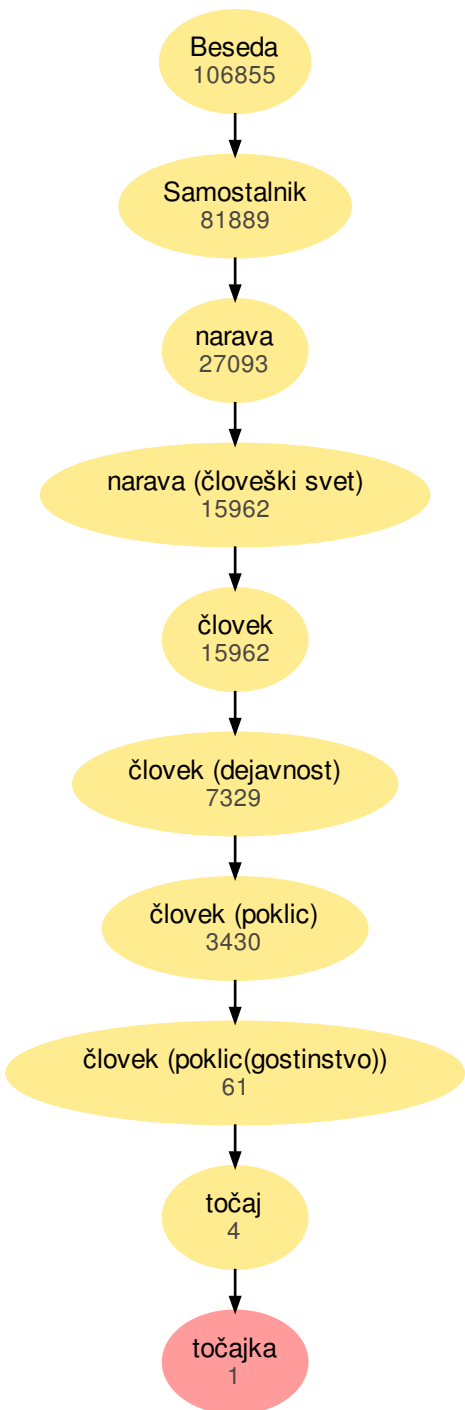 Beseda
106855
Samostalnik
81889
narava
27093
narava (človeški svet)
15962
človek
15962
človek (dejavnost)
7329
človek (poklic)
3430
človek (poklic(gostinstvo))
61
točaj
4
točajka
1